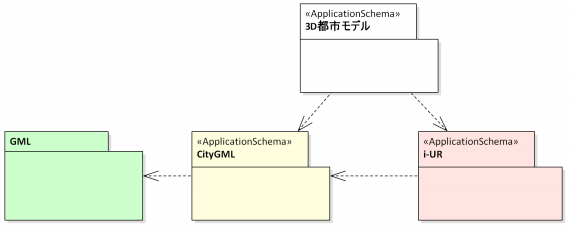 «ApplicationSchema»
3D都市モデル
GML
«ApplicationSchema»
CityGML
«ApplicationSchema»
i-UR